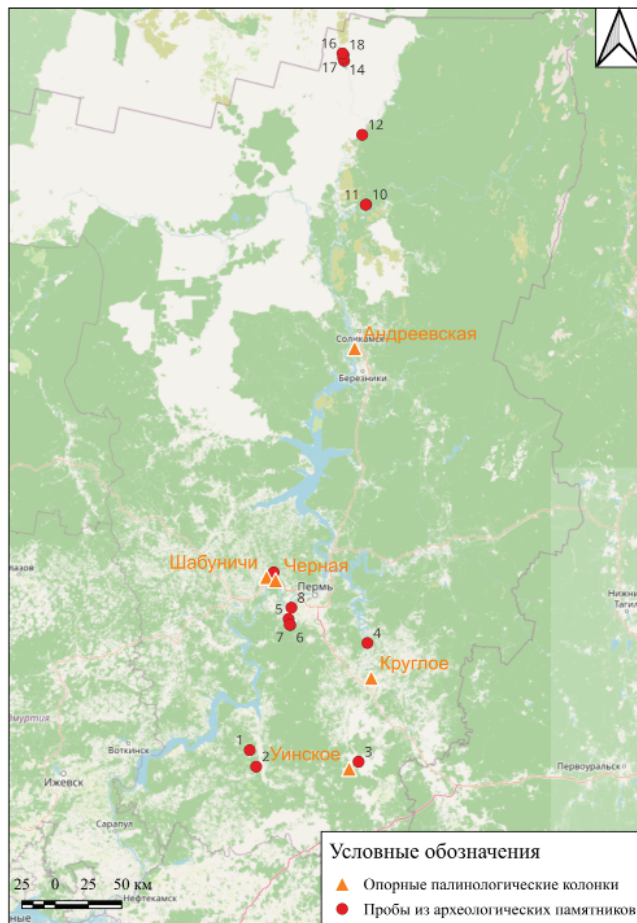 16 18
17 14
12
11 10
Андреевская
Соликамск
Березники
Шабуничи Черная
Пермь
5 8
7 6
4
Круглое
Нижний
Тагил
1
2
Уинское 3
Воткинск
Ижевск
Первоуральск
Сарапул
Нефтекамск
25 0 25 50 км
Условные обозначения
Опорные палинологические колонки
Пробы из археологических памятников